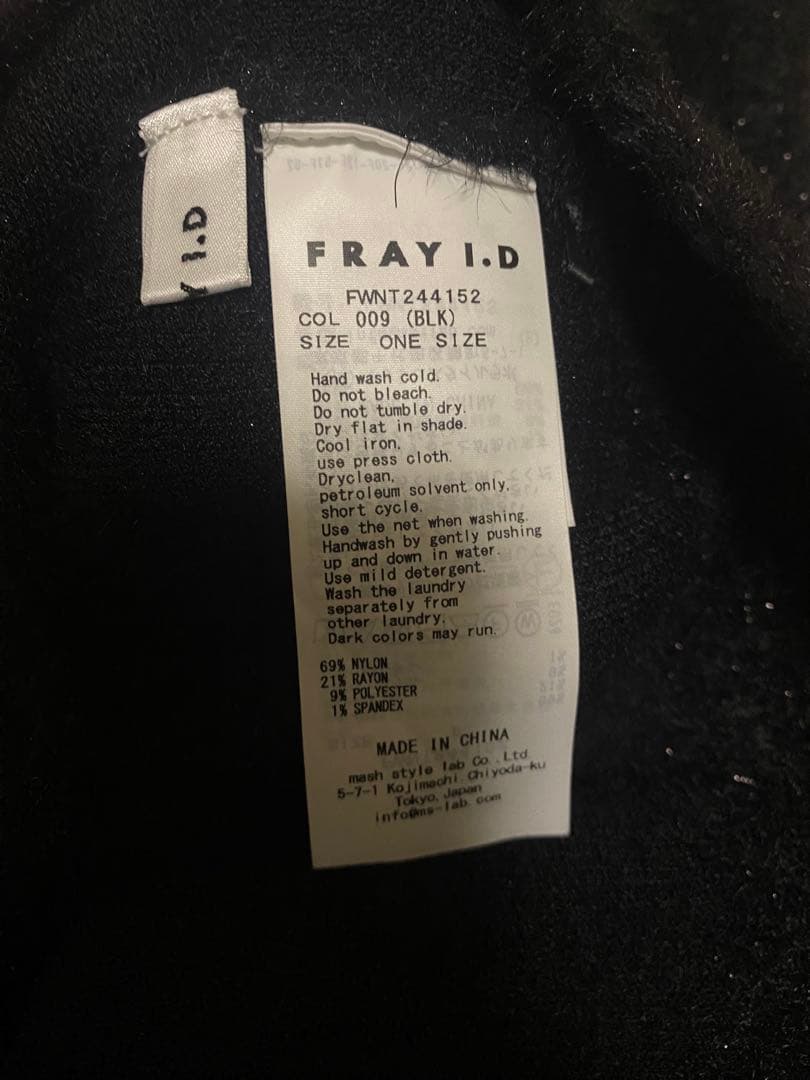 Y I.D
FRAY I.D
FWNT244152
COL 009 (BLK)
SIZE ONE SIZE
Hand wash cold.
Do not bleach.
Do not tumble dry.
Dry flat in shade.
Cool iron,
use press cloth.
Dryclean,
petroleum solvent only,
short cycle.
Use the net when washing.
Handwash by gently pushing
up and down in water.
Use mild detergent.
Wash the laundry
separately from
other laundry.
Dark colors may run.
69% NYLON
21% RAYON
9% POLYESTER
1% SPANDEX
MADE IN CHINA
mash style lab Co.,Ltd.
5-7-1 Kojimachi Chiyoda-ku
Tokyo, Japan
info@ms-lab.com